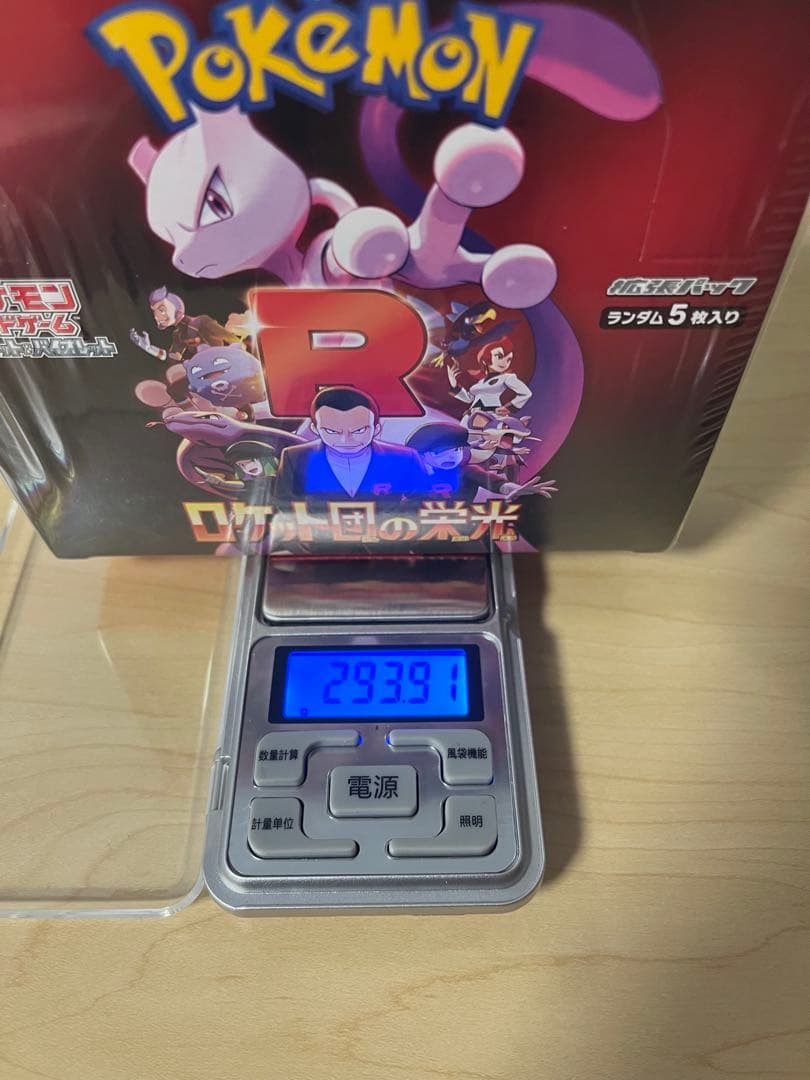 POKéMON
拡張パック
ランダム5枚入り
R
ロケット団の栄光
g 293.91
数量計算
風袋機能
電源
計量単位
照明